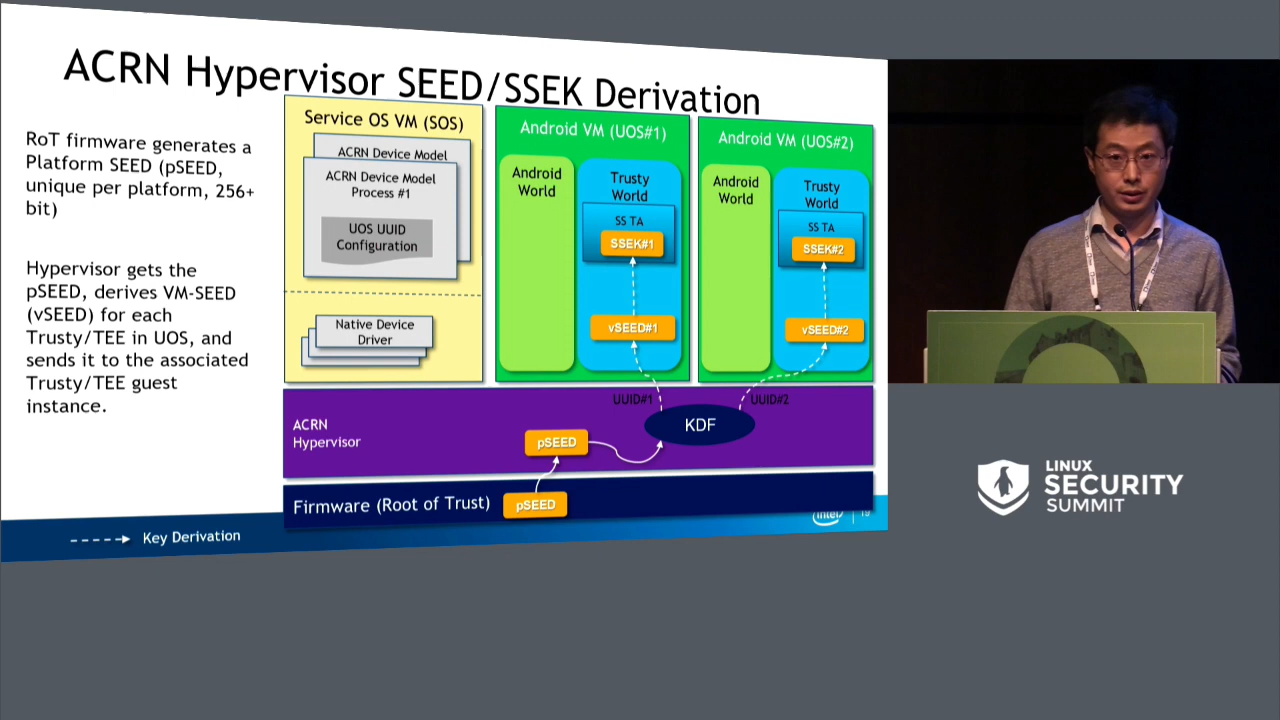 ACRN Hypervisor SEED/SSEK Derivation
RoT firmware generates a
Platform SEED (pSEED,
unique per platform, 256+
bit)
Hypervisor gets the
pSEED, derives VM-SEED
(vSEED) for each
Trusty/TEE in UOS, and
sends it to the associated
Trusty/TEE guest
instance.
Service OS VM (SOS)
ACRN Device Model
ACRN Device Model
Process #1
UOS UUID
Configuration
Native Device
Driver
Android VM (UOS#1)
Android
World
Trusty
World
SS TA
SSEK#1
vSEED#1
Android VM (UOS#2)
Android
World
Trusty
World
SS TA
SSEK#2
vSEED#2
UUID#1
UUID#2
ACRN
Hypervisor
pSEED
KDF
Firmware (Root of Trust)
pSEED
Key Derivation
intel
19
LINUX
SECURITY
SUMMIT